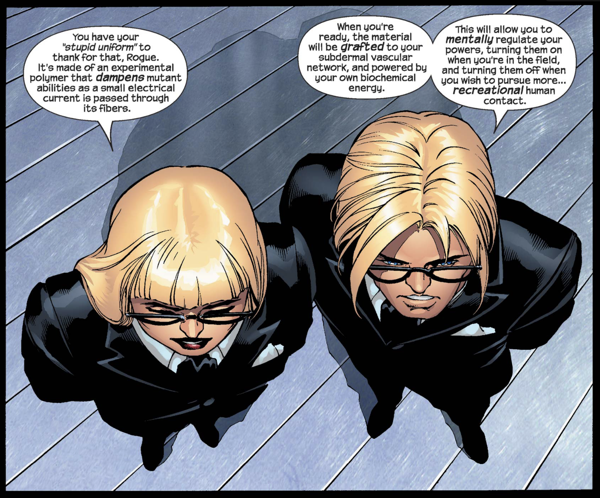 You have your
"stupid uniform" to
thank for that, Rogue.
It's made of an experimental
polymer that dampens mutant
abilities as a small electrical
current is passed through
its fibers.
When you're
ready, the material
will be grafted to your
subdermal vascular
network, and powered by
your own biochemical
energy.
This will allow you to
mentally regulate your
powers, turning them on
when you're in the field,
and turning them off when
you wish to pursue more...
recreational human
contact.